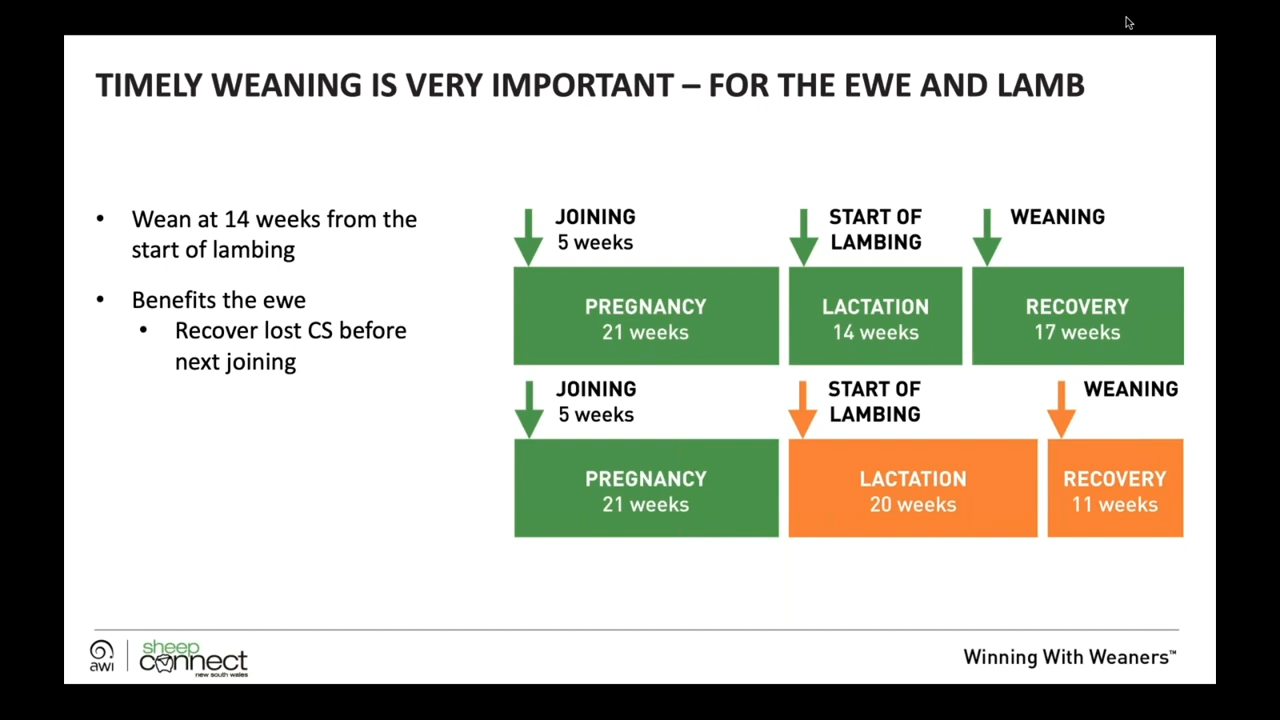 TIMELY WEANING IS VERY IMPORTANT – FOR THE EWE AND LAMB
• Wean at 14 weeks from the
start of lambing
• Benefits the ewe
• Recover lost CS before
next joining
JOINING
5 weeks
START OF
LAMBING
WEANING
PREGNANCY
21 weeks
LACTATION
14 weeks
RECOVERY
17 weeks
JOINING
5 weeks
START OF
LAMBING
WEANING
PREGNANCY
21 weeks
LACTATION
20 weeks
RECOVERY
11 weeks
awi
sheep
connect
new south wales
Winning With Weaners™